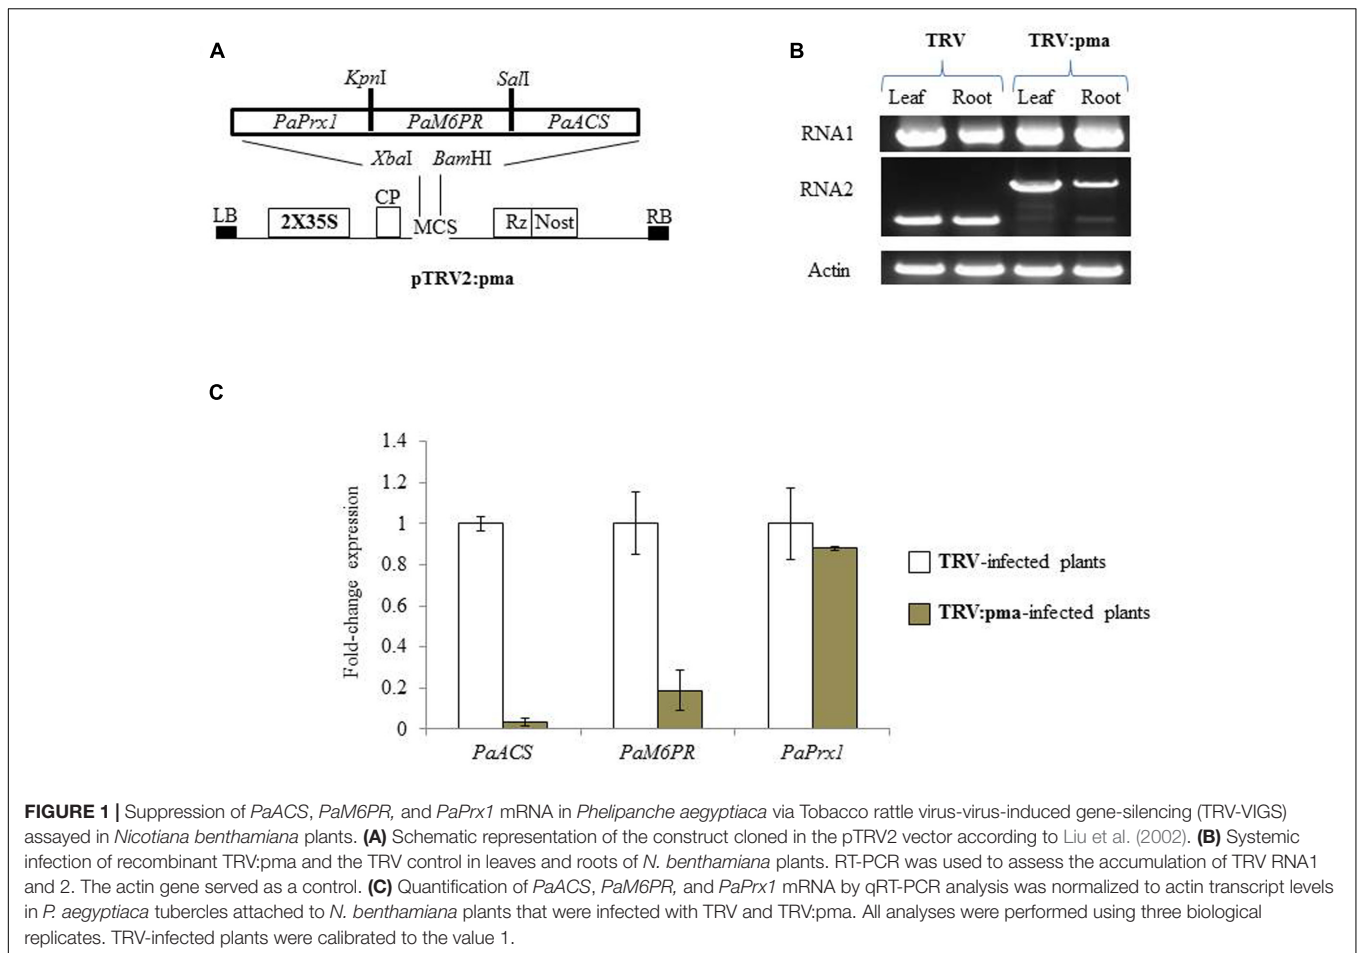 A
KpnI SalI
PaPrx1 PaM6PR PaACS
XbaI BamHI
CP
LB 2X35S MCS Rz Nost RB
pTRV2:pma
B
TRV TRV:pma
Leaf Root Leaf Root
RNA1
RNA2
Actin
C
Fold-change expression
1.4
1.2
1
0.8
0.6
0.4
0.2
0
PaACS PaM6PR PaPrx1
TRV-infected plants
TRV:pma-infected plants
FIGURE 1 | Suppression of PaACS, PaM6PR, and PaPrx1 mRNA in Phelipanche aegyptiaca via Tobacco rattle virus-virus-induced gene-silencing (TRV-VIGS)
assayed in Nicotiana benthamiana plants. (A) Schematic representation of the construct cloned in the pTRV2 vector according to Liu et al. (2002). (B) Systemic
infection of recombinant TRV:pma and the TRV control in leaves and roots of N. benthamiana plants. RT-PCR was used to assess the accumulation of TRV RNA1
and 2. The actin gene served as a control. (C) Quantification of PaACS, PaM6PR, and PaPrx1 mRNA by qRT-PCR analysis was normalized to actin transcript levels
in P. aegyptiaca tubercles attached to N. benthamiana plants that were infected with TRV and TRV:pma. All analyses were performed using three biological
replicates. TRV-infected plants were calibrated to the value 1.